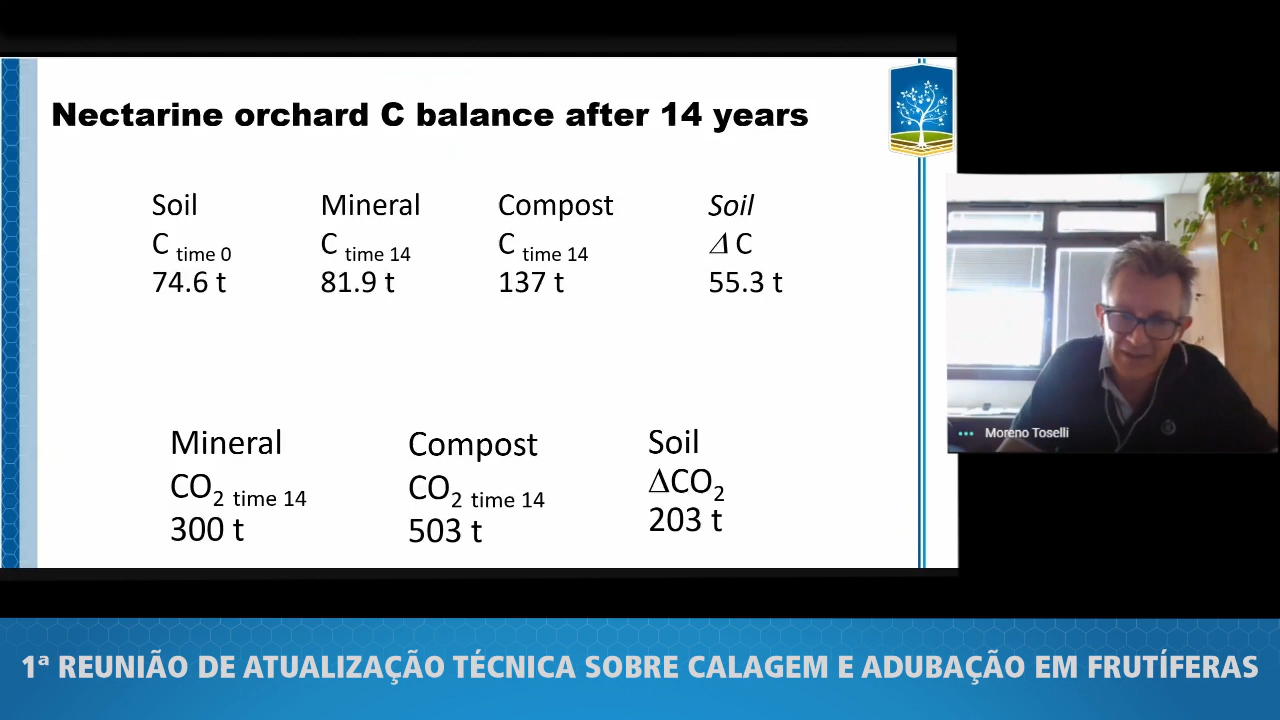 Nectarine orchard C balance after 14 years
Soil
C time 0
74.6 t
Mineral
C time 14
81.9 t
Compost
C time 14
137 t
Soil
Δ C
55.3 t
Mineral
CO2 time 14
300 t
Compost
CO2 time 14
503 t
Soil
ΔCO2
203 t
Moreno Toselli
1ª REUNIÃO DE ATUALIZAÇÃO TÉCNICA SOBRE CALAGEM E ADUBAÇÃO EM FRUTÍFERAS